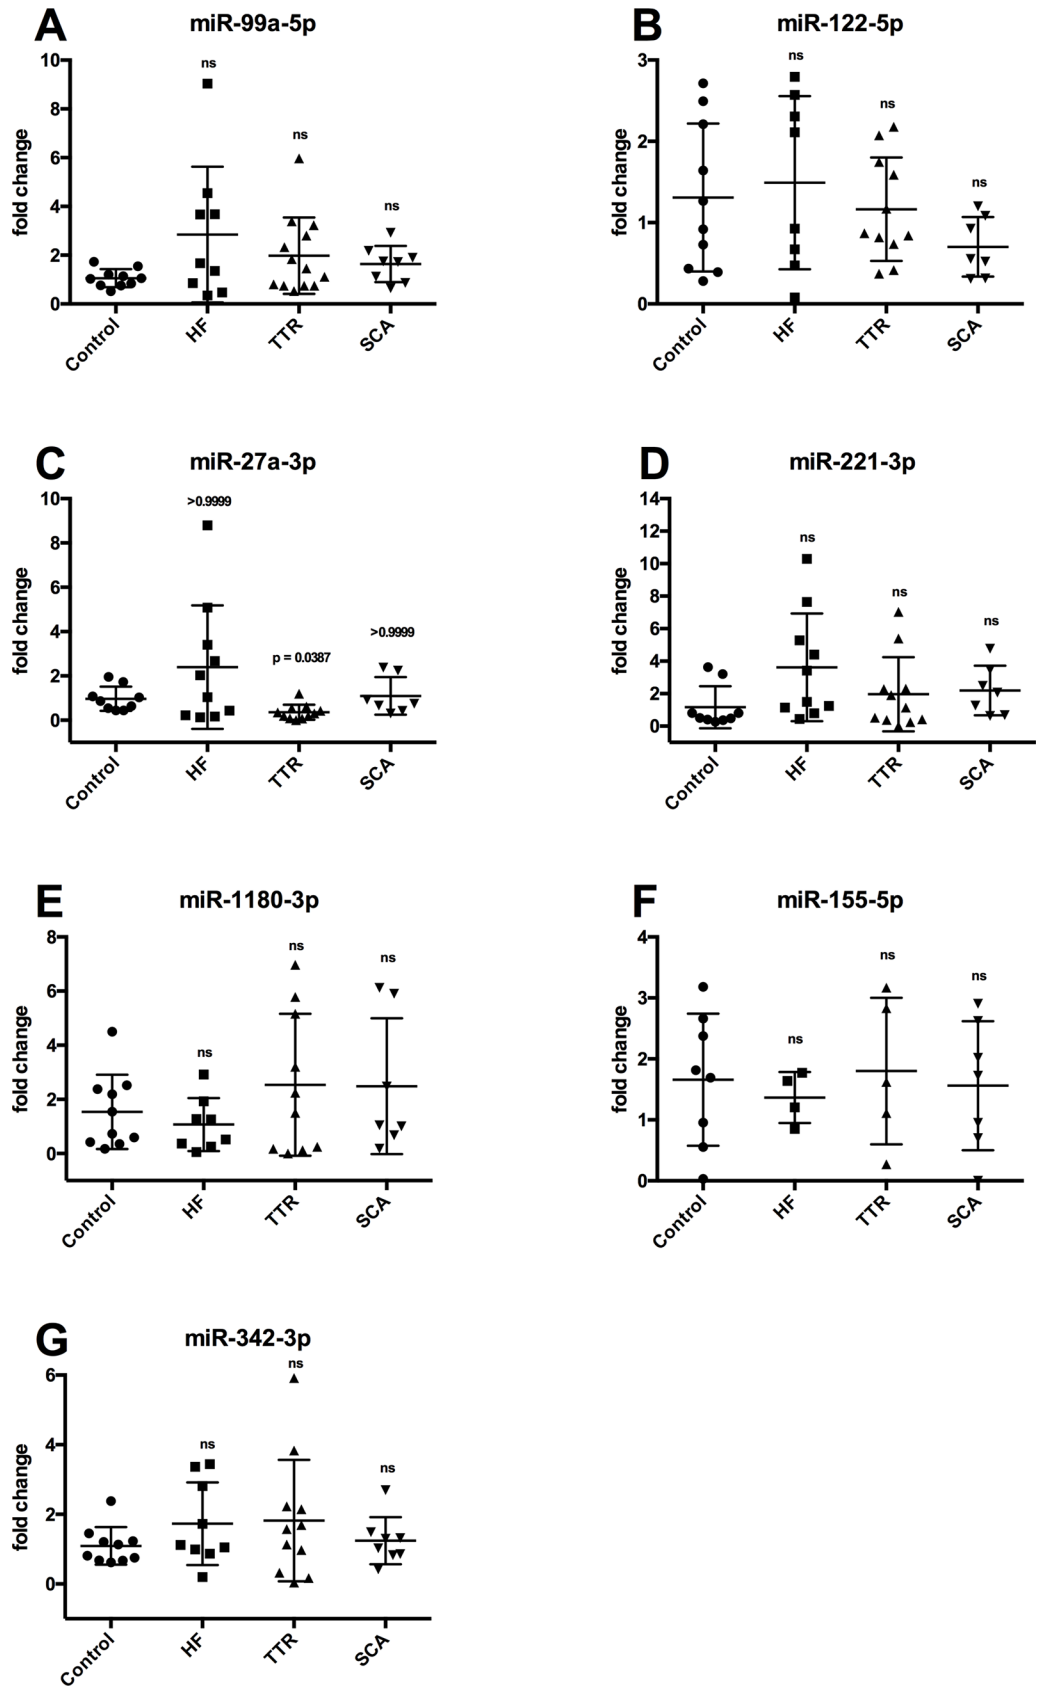 A
miR-99a-5p
fold change
10
8
6
4
2
0
ns
ns
ns
Control
HF
TTR
SCA
B
miR-122-5p
fold change
3
2
1
0
ns
ns
ns
Control
HF
TTR
SCA
C
miR-27a-3p
fold change
10
8
6
4
2
0
>0.9999
p = 0.0387
>0.9999
Control
HF
TTR
SCA
D
miR-221-3p
fold change
14
12
10
8
6
4
2
0
ns
ns
ns
Control
HF
TTR
SCA
E
miR-1180-3p
fold change
8
6
4
2
0
ns
ns
ns
Control
HF
TTR
SCA
F
miR-155-5p
fold change
4
3
2
1
0
ns
ns
ns
Control
HF
TTR
SCA
G
miR-342-3p
fold change
6
4
2
0
ns
ns
ns
Control
HF
TTR
SCA